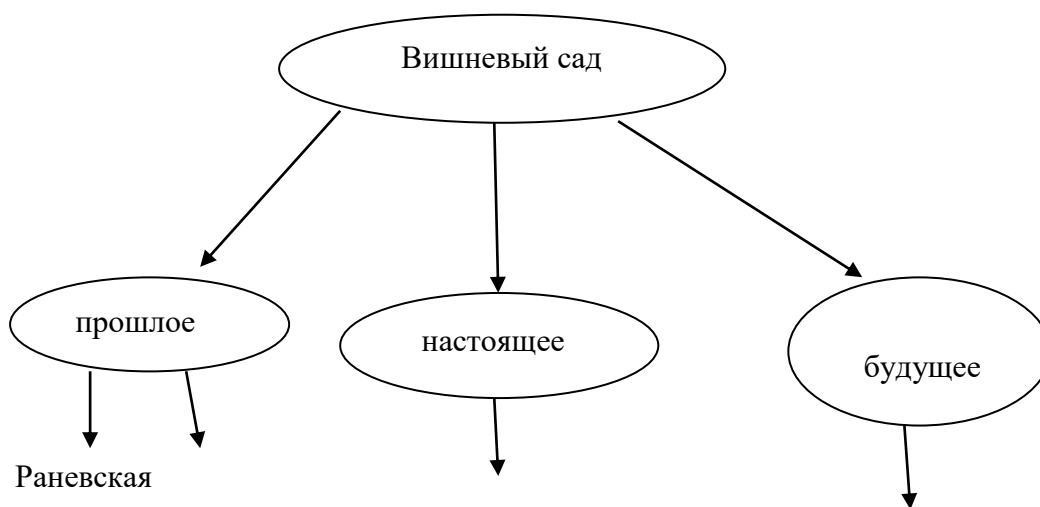 Вишневый сад
прошлое
настоящее
будущее
Раневская